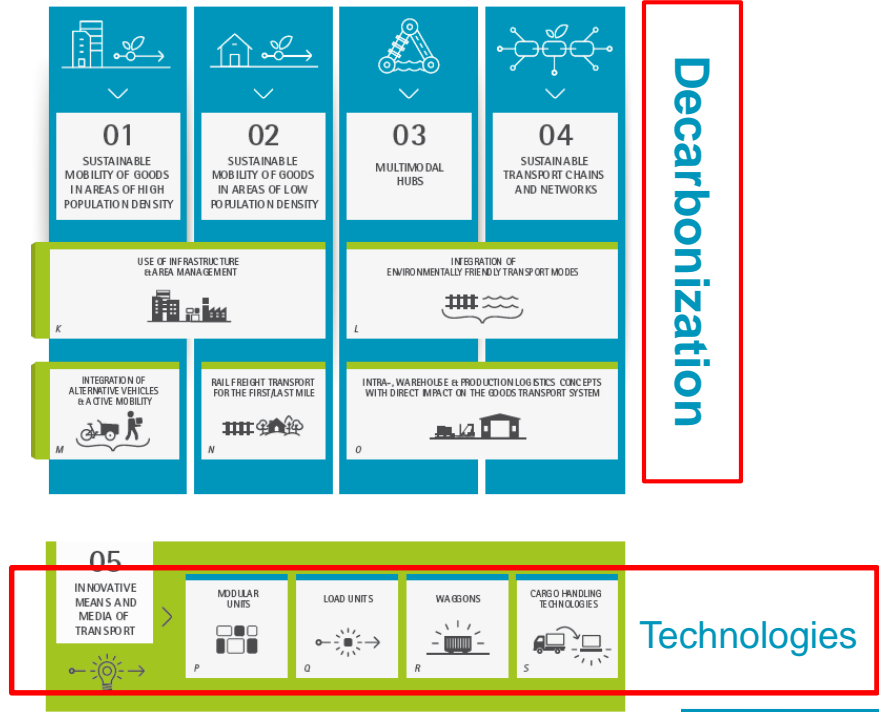 01
SUSTAINABLE
MOBILITY OF GOODS
IN AREAS OF HIGH
POPULATION DENSITY
02
SUSTAINABLE
MOBILITY OF GOODS
IN AREAS OF LOW
POPULATION DENSITY
03
MULTIMODAL
HUBS
04
SUSTAINABLE
TRANSPORT CHAINS
AND NETWORKS
Decarbonization
USE OF INFRASTRUCTURE
& AREA MANAGEMENT
K
INTEGRATION OF
ENVIRONMENTALLY FRIENDLY TRANSPORT MODES
L
INTEGRATION OF
ALTERNATIVE VEHICLES
& ACTIVE MOBILITY
M
RAIL FREIGHT TRANSPORT
FOR THE FIRST/LAST MILE
N
INTRA-, WAREHOUSE & PRODUCTION LOGISTICS CONCEPTS
WITH DIRECT IMPACT ON THE GOODS TRANSPORT SYSTEM
O
05
INNOVATIVE
MEANS AND
MEDIA OF
TRANSPORT
MODULAR
UNITS
P
LOAD UNITS
Q
WAGGONS
R
CARGO HANDLING
TECHNOLOGIES
S
Technologies